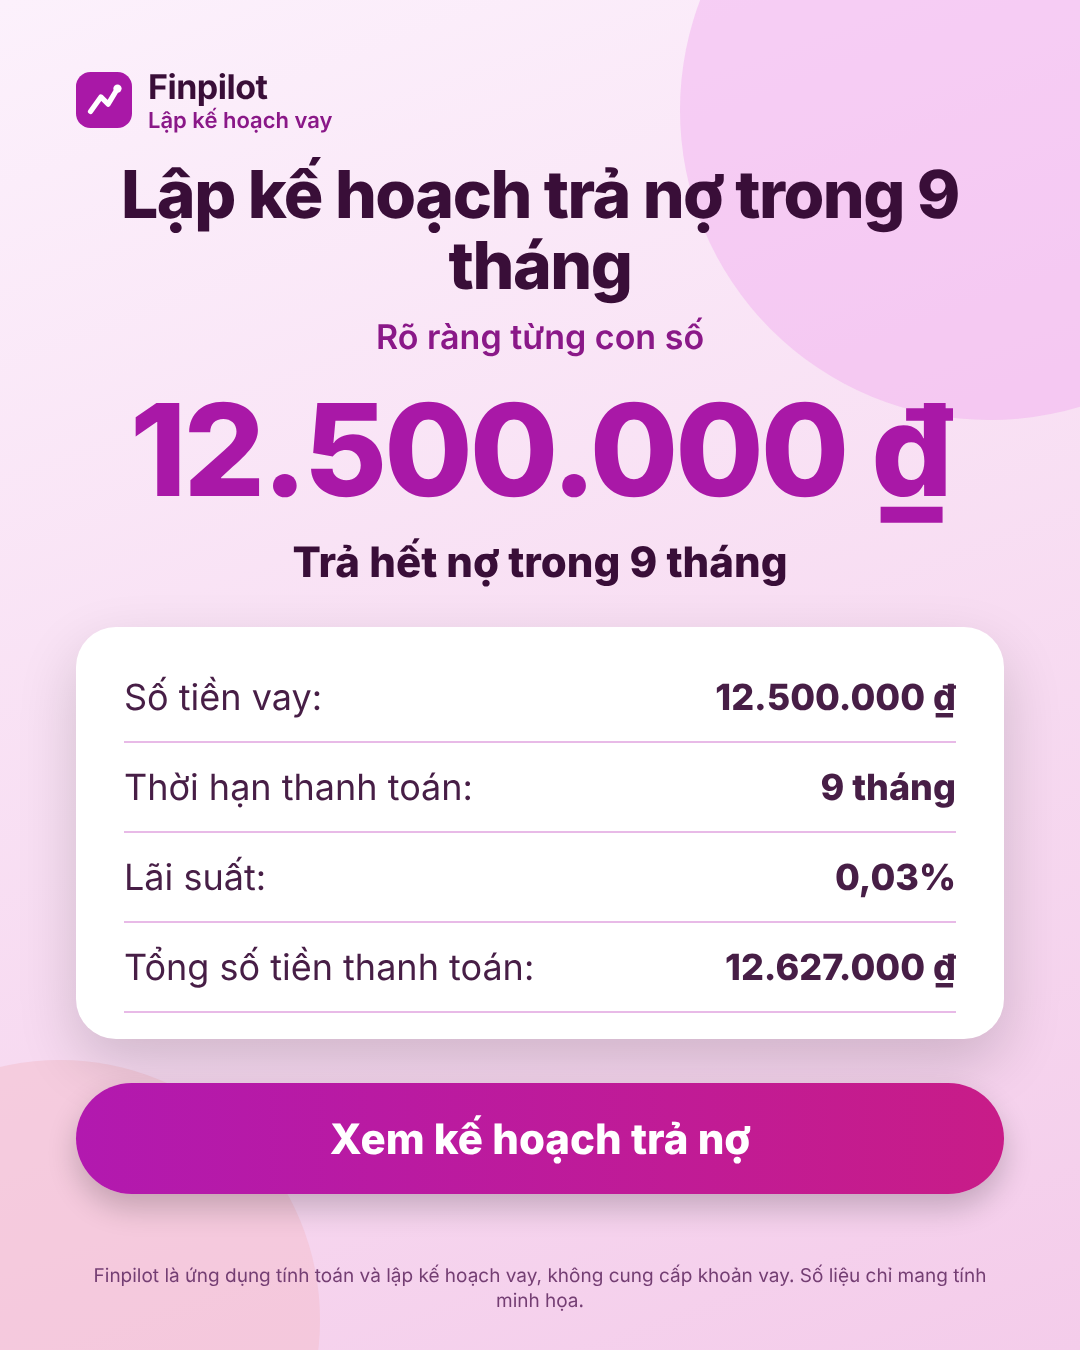 Finpilot
Lập kế hoạch vay
Lập kế hoạch trả nợ trong 9
tháng
Rõ ràng từng con số
12.500.000 ₫
Trả hết nợ trong 9 tháng
Số tiền vay: 12.500.000 ₫
Thời hạn thanh toán: 9 tháng
Lãi suất: 0,03%
Tổng số tiền thanh toán: 12.627.000 ₫
Xem kế hoạch trả nợ
Finpilot là ứng dụng tính toán và lập kế hoạch vay, không cung cấp khoản vay. Số liệu chỉ mang tính
minh họa.